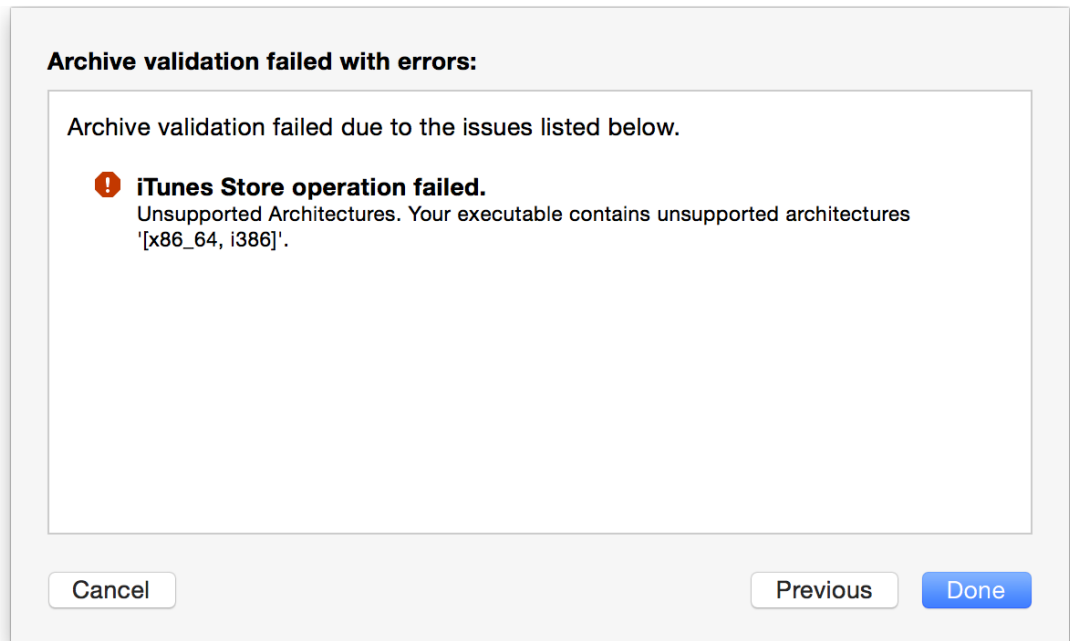 Archive validation failed with errors:
Archive validation failed due to the issues listed below.
iTunes Store operation failed.
Unsupported Architectures. Your executable contains unsupported architectures
'[x86_64, i386]'.
Cancel
Previous
Done